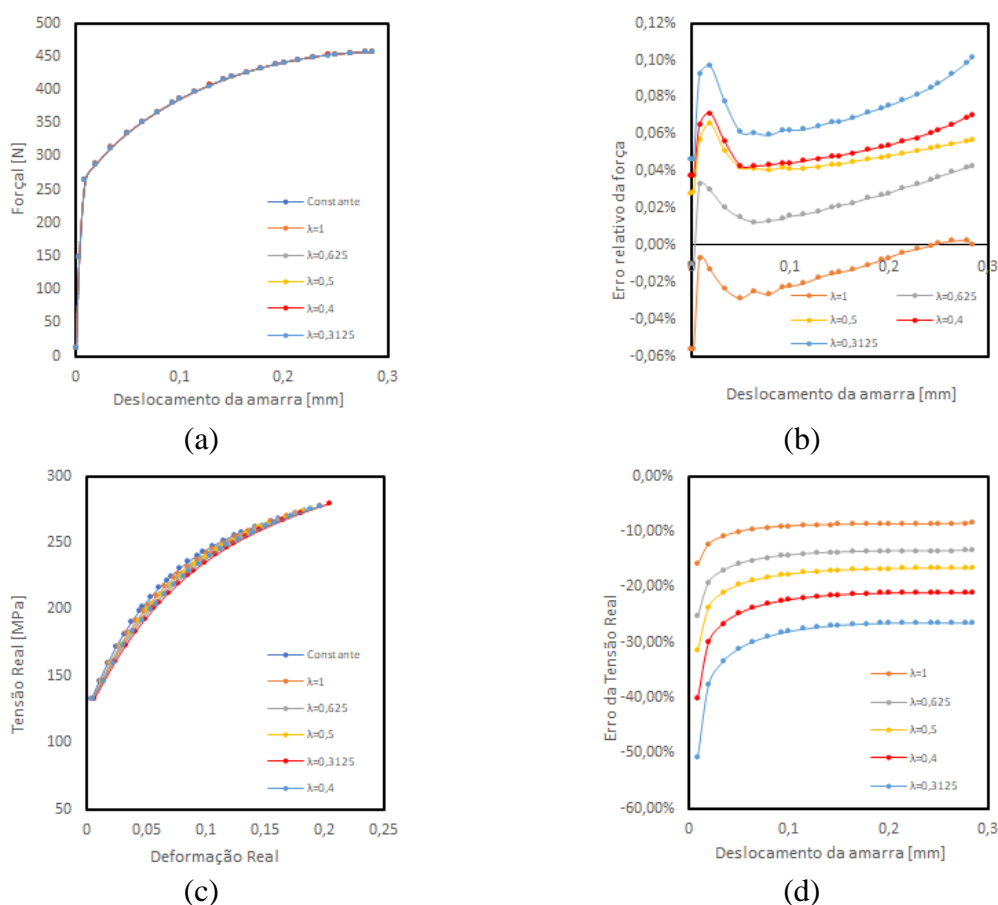 500
450
400
350
300
250
200
150
100
50
0
Forçal [N]
Constante
λ=1
λ=0,625
λ=0,5
λ=0,4
λ=0,3125
0
0,1
0,2
0,3
Deslocamento da amarra [mm]
(a)
0,12%
0,10%
0,08%
0,06%
0,04%
0,02%
0,00%
-0,02%
-0,04%
-0,06%
Erro relativo da força
0
0,1
0,2
0,3
λ=1
λ=0,625
λ=0,5
λ=0,4
λ=0,3125
Deslocamento da amarra [mm]
(b)
300
250
200
150
100
50
Tensão Real [MPa]
Constante
λ=1
λ=0,625
λ=0,5
λ=0,3125
λ=0,4
0
0,05
0,1
0,15
0,2
0,25
Deformação Real
(c)
0,00%
-10,00%
-20,00%
-30,00%
-40,00%
-50,00%
-60,00%
Erro da Tensão Real
λ=1
λ=0,625
λ=0,5
λ=0,4
λ=0,3125
0
0,1
0,2
0,3
Deslocamento da amarra [mm]
(d)